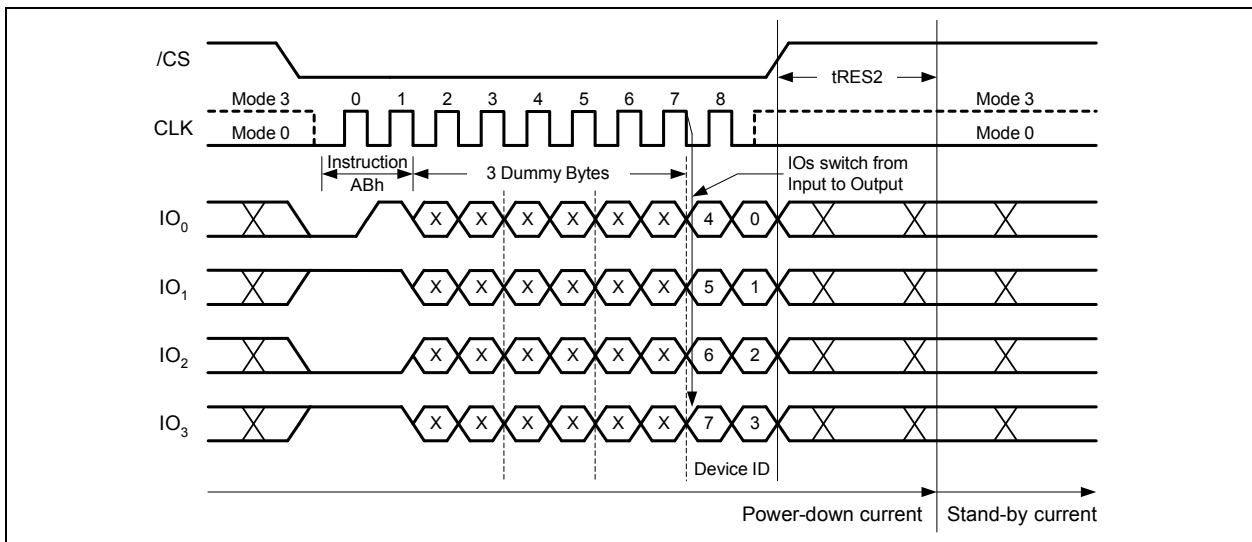 /CS
tRES2
Mode 3 0 1 2 3 4 5 6 7 8 Mode 3
CLK
Mode 0 Mode 0
Instruction
ABh
3 Dummy Bytes
IOs switch from
Input to Output
IO0 X X X X X X 4 0
IO1 X X X X X X 5 1
IO2 X X X X X X 6 2
IO3 X X X X X X 7 3
Device ID
Power-down current Stand-by current